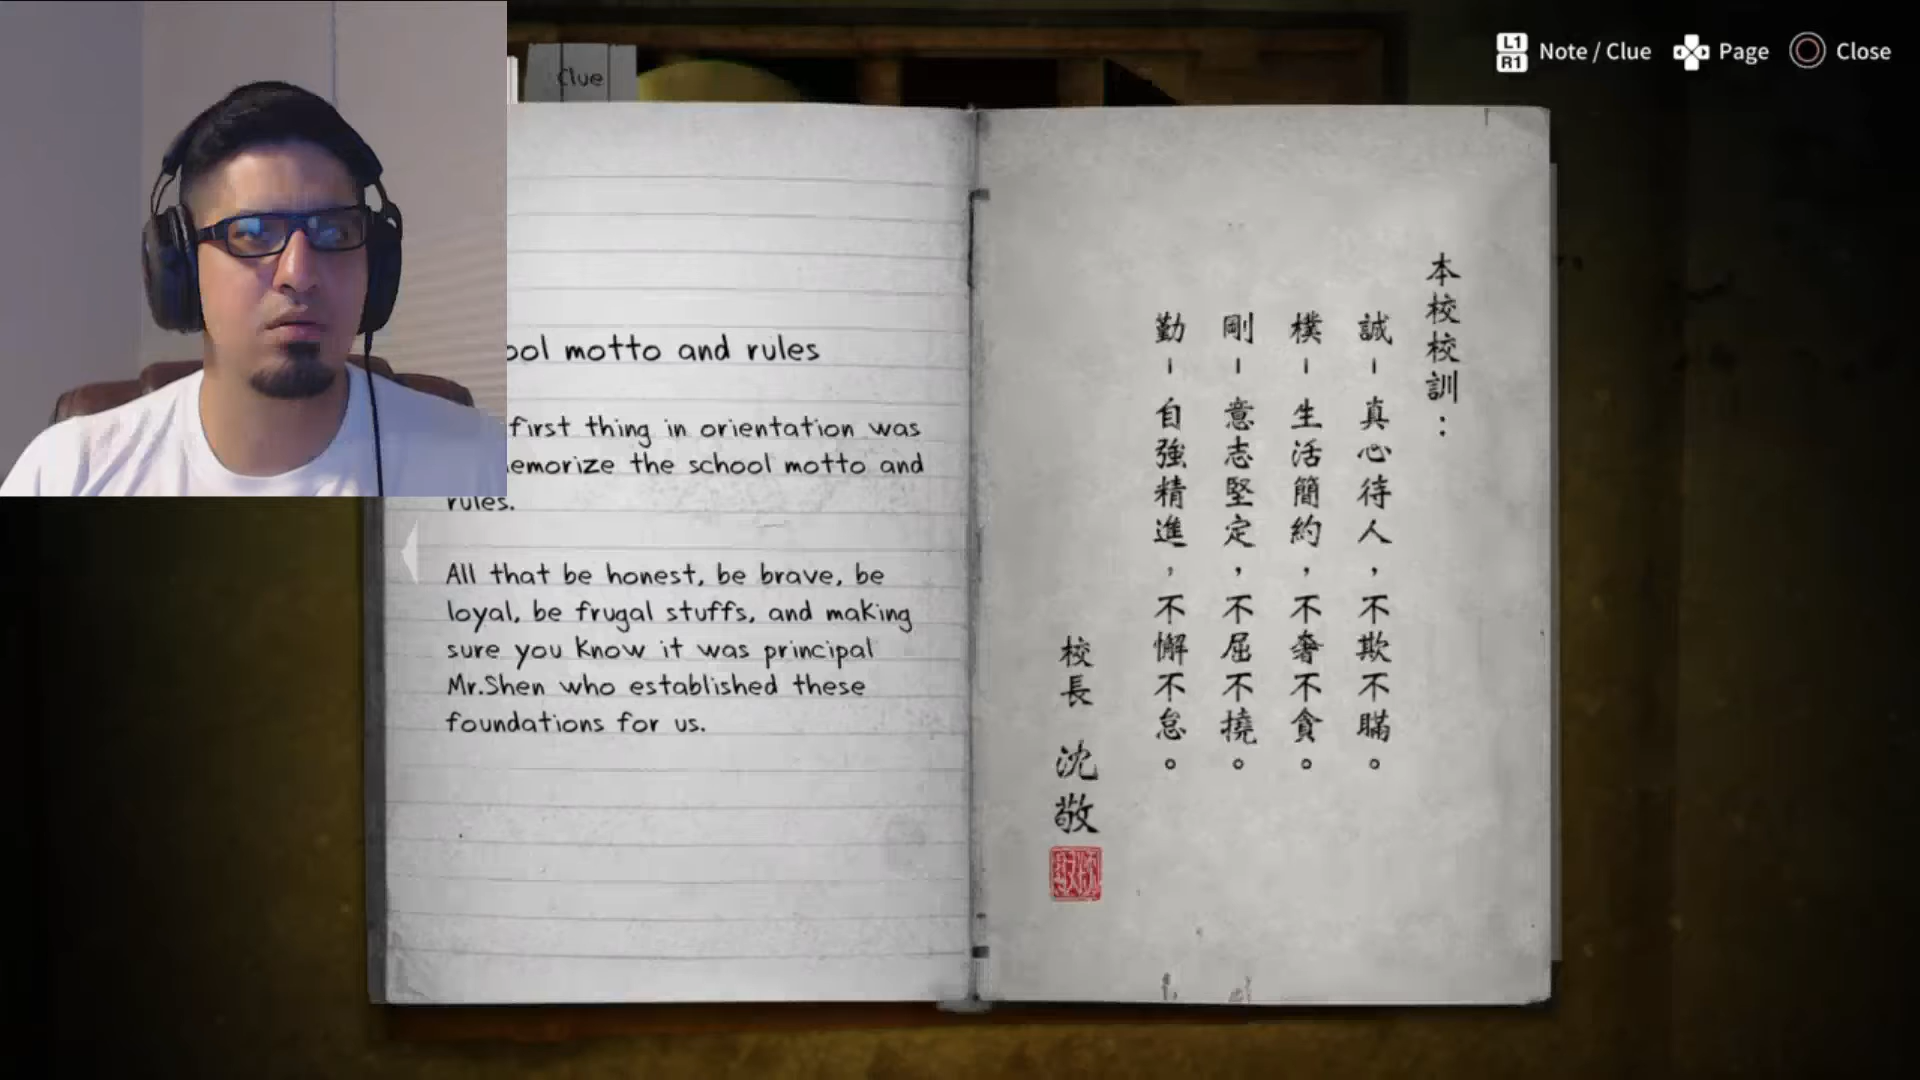 Clue
L1
R1
Note / Clue
Page
Close
ool motto and rules
first thing in orientation was
emorize the school motto and
rules.
All that be honest, be brave, be
loyal, be frugal stuffs, and making
sure you know it was principal
Mr.Shen who established these
foundations for us.
本校校訓：
誠－真心待人，不欺不瞞。
樸－生活簡約，不奢不貪。
剛－意志堅定，不屈不撓。
勤－自強精進，不懈不怠。
校長 沈敬